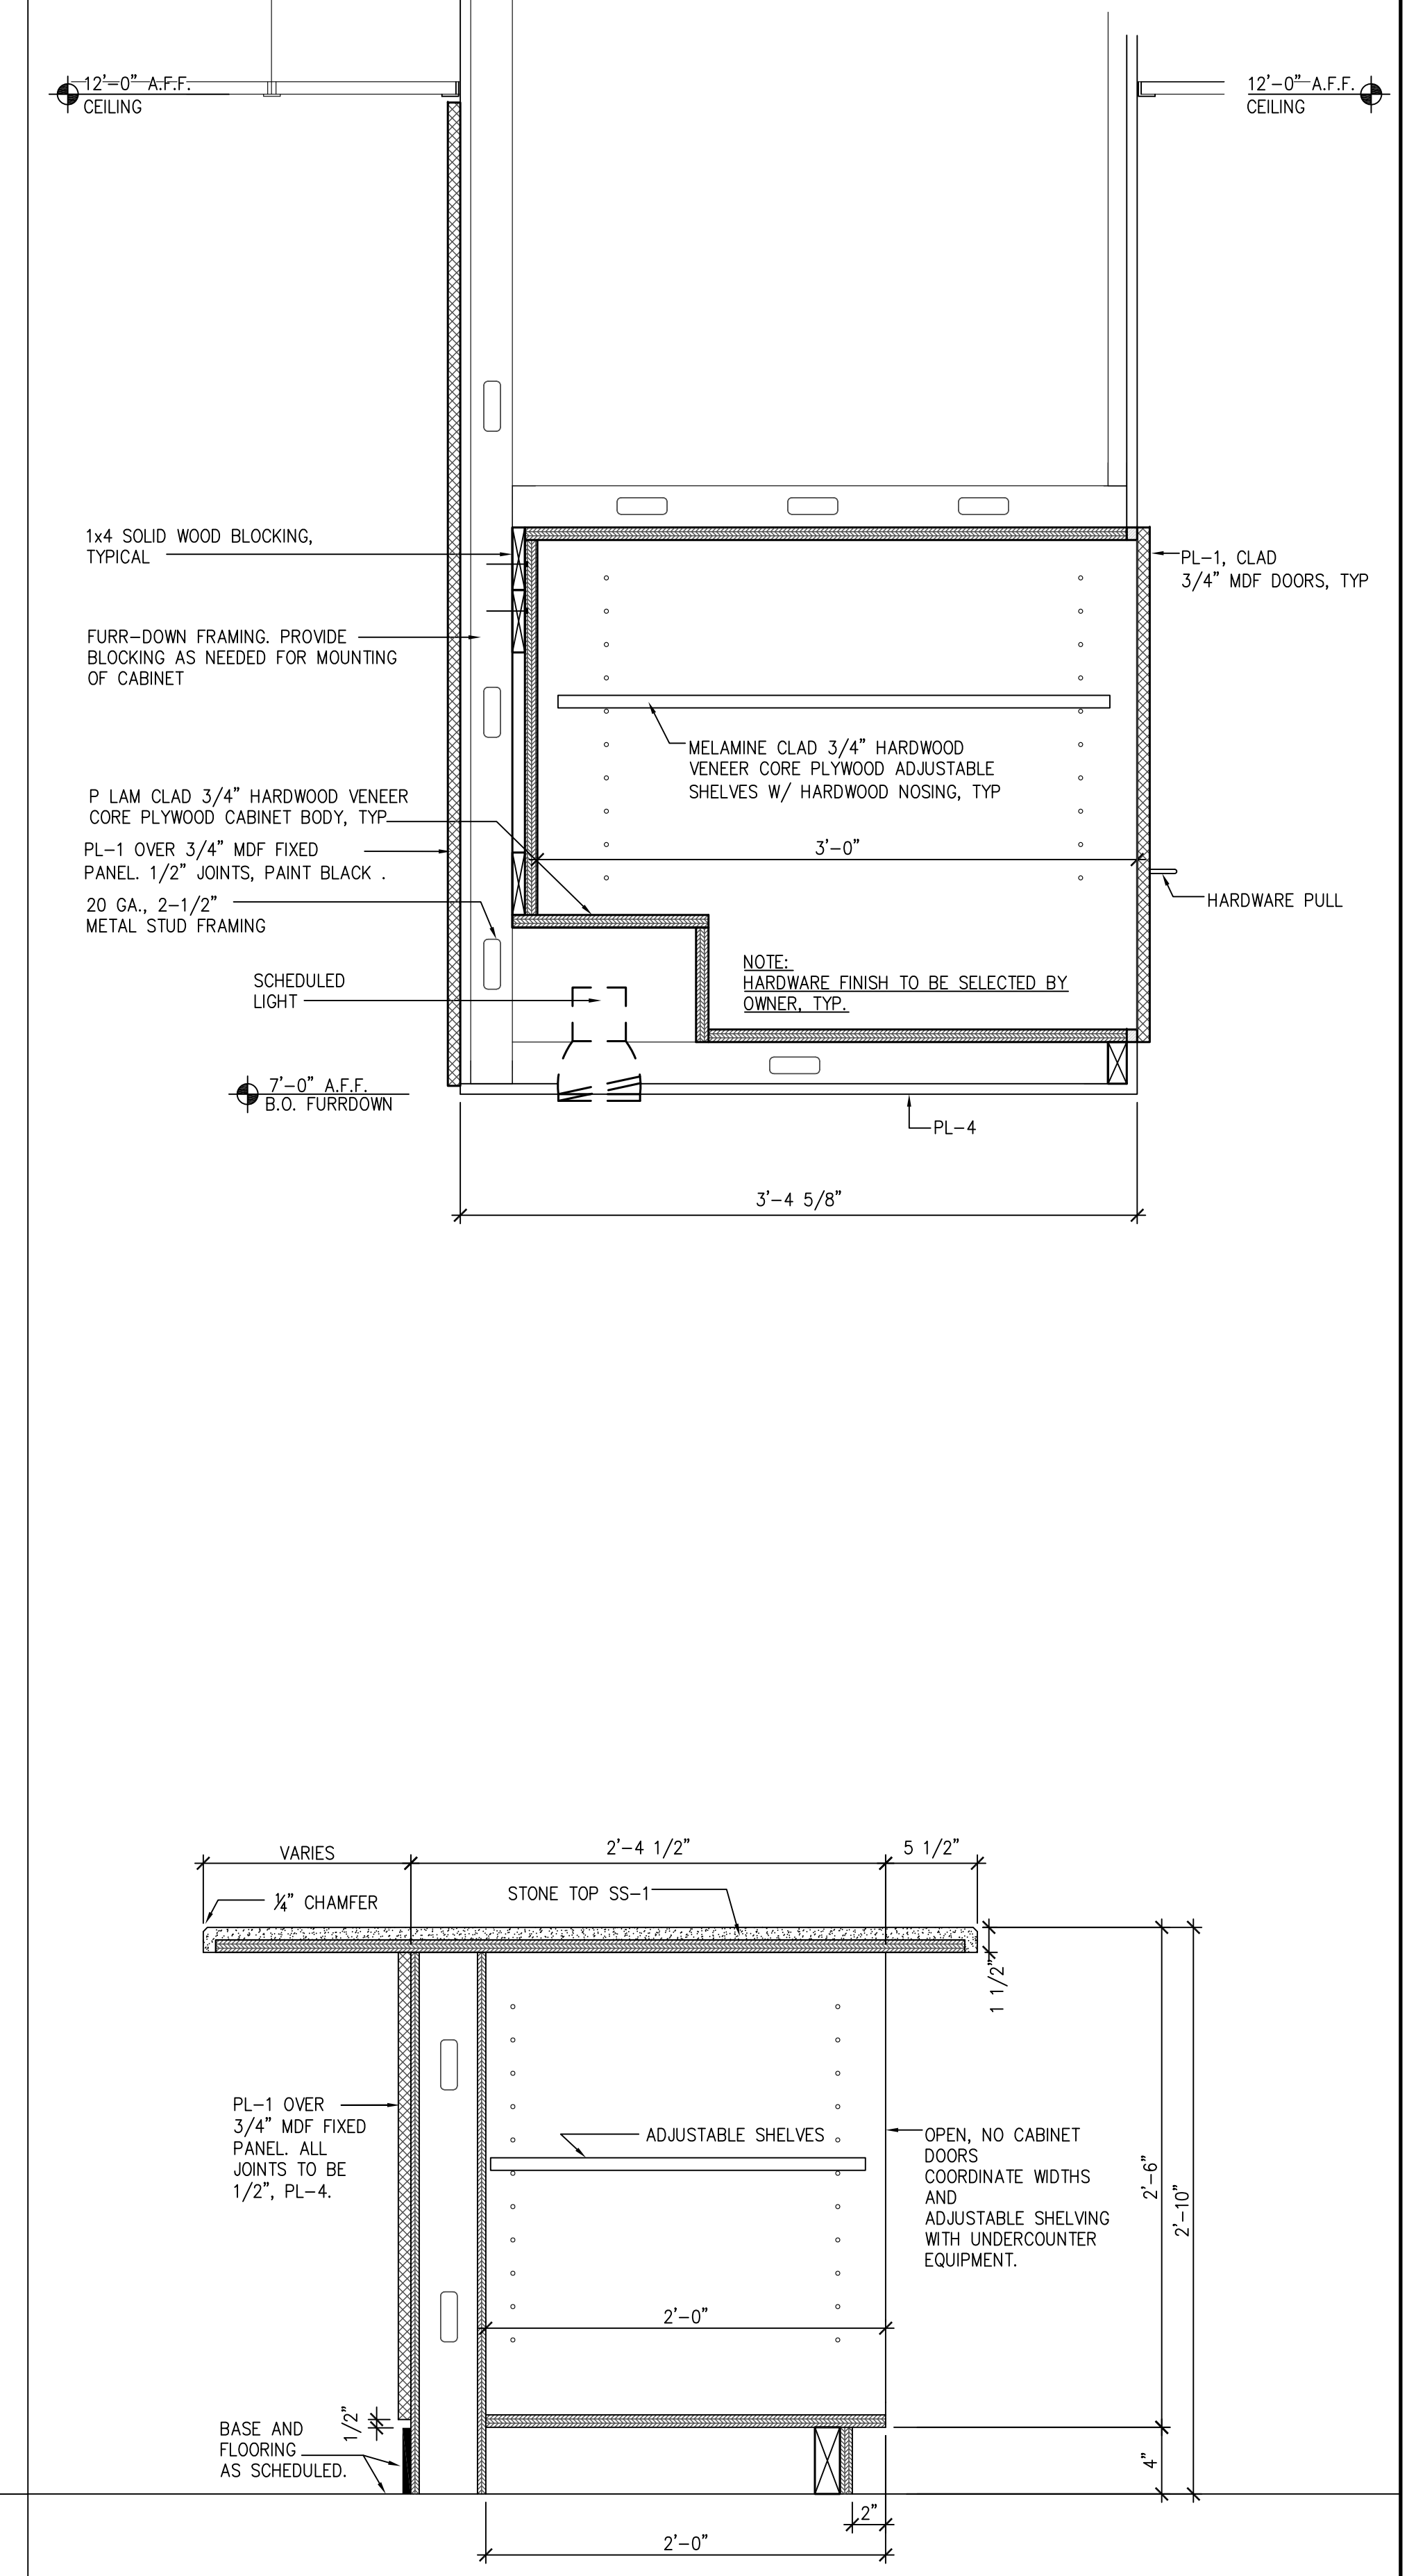 12'-0" A.F.F.
CEILING
12'-0" A.F.F.
CEILING
1x4 SOLID WOOD BLOCKING,
TYPICAL
PL-1, CLAD
3/4" MDF DOORS, TYP
FURR-DOWN FRAMING. PROVIDE
BLOCKING AS NEEDED FOR MOUNTING
OF CABINET
MELAMINE CLAD 3/4" HARDWOOD
VENEER CORE PLYWOOD ADJUSTABLE
SHELVES W/ HARDWOOD NOSING, TYP
P LAM CLAD 3/4" HARDWOOD VENEER
CORE PLYWOOD CABINET BODY, TYP
PL-1 OVER 3/4" MDF FIXED
PANEL. 1/2" JOINTS, PAINT BLACK .
3'-0"
20 GA., 2-1/2"
METAL STUD FRAMING
HARDWARE PULL
SCHEDULED
LIGHT
NOTE:
HARDWARE FINISH TO BE SELECTED BY
OWNER, TYP.
7'-0" A.F.F.
B.O. FURRDOWN
PL-4
3'-4 5/8"
VARIES
2'-4 1/2"
5 1/2"
¼" CHAMFER
STONE TOP SS-1
1 1/2"
PL-1 OVER
3/4" MDF FIXED
PANEL. ALL
JOINTS TO BE
1/2", PL-4.
ADJUSTABLE SHELVES
OPEN, NO CABINET
DOORS
COORDINATE WIDTHS
AND
ADJUSTABLE SHELVING
WITH UNDERCOUNTER
EQUIPMENT.
2'-6"
2'-10"
2'-0"
1/2"
BASE AND
FLOORING
AS SCHEDULED.
4"
2"
2'-0"